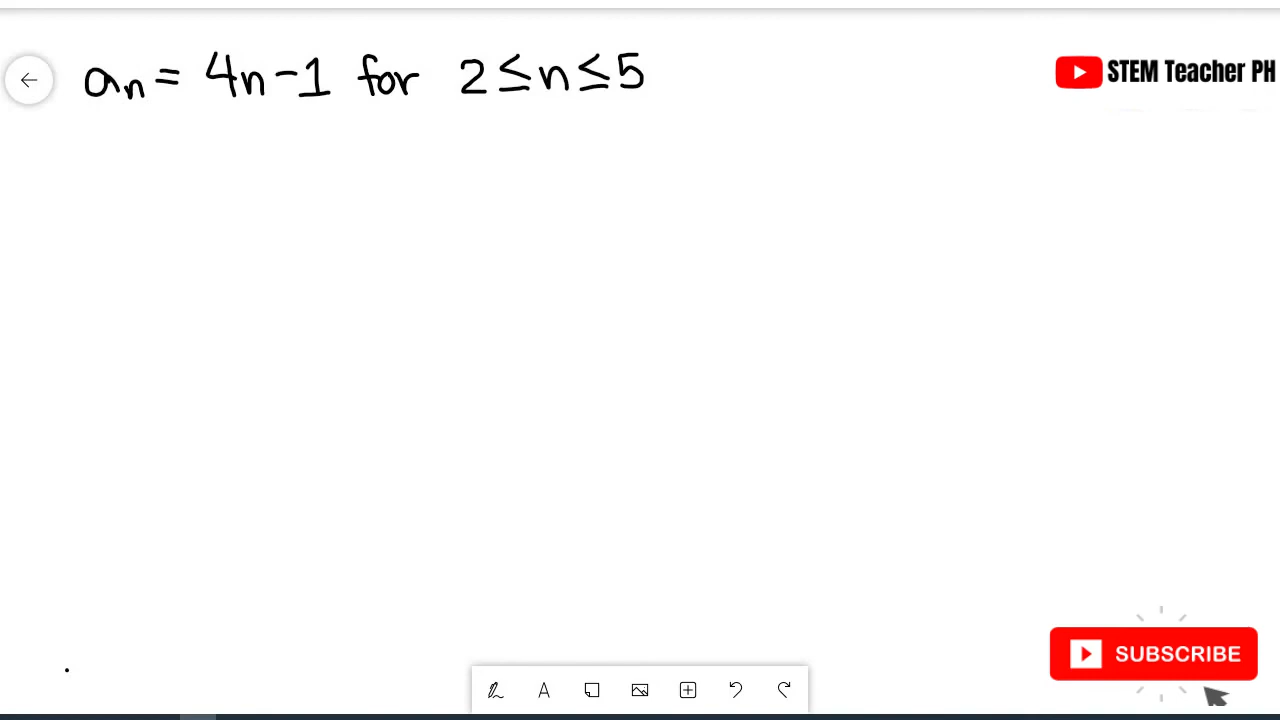 aₙ = 4n - 1 for 2 ≤ n ≤ 5
STEM Teacher PH
A
SUBSCRIBE